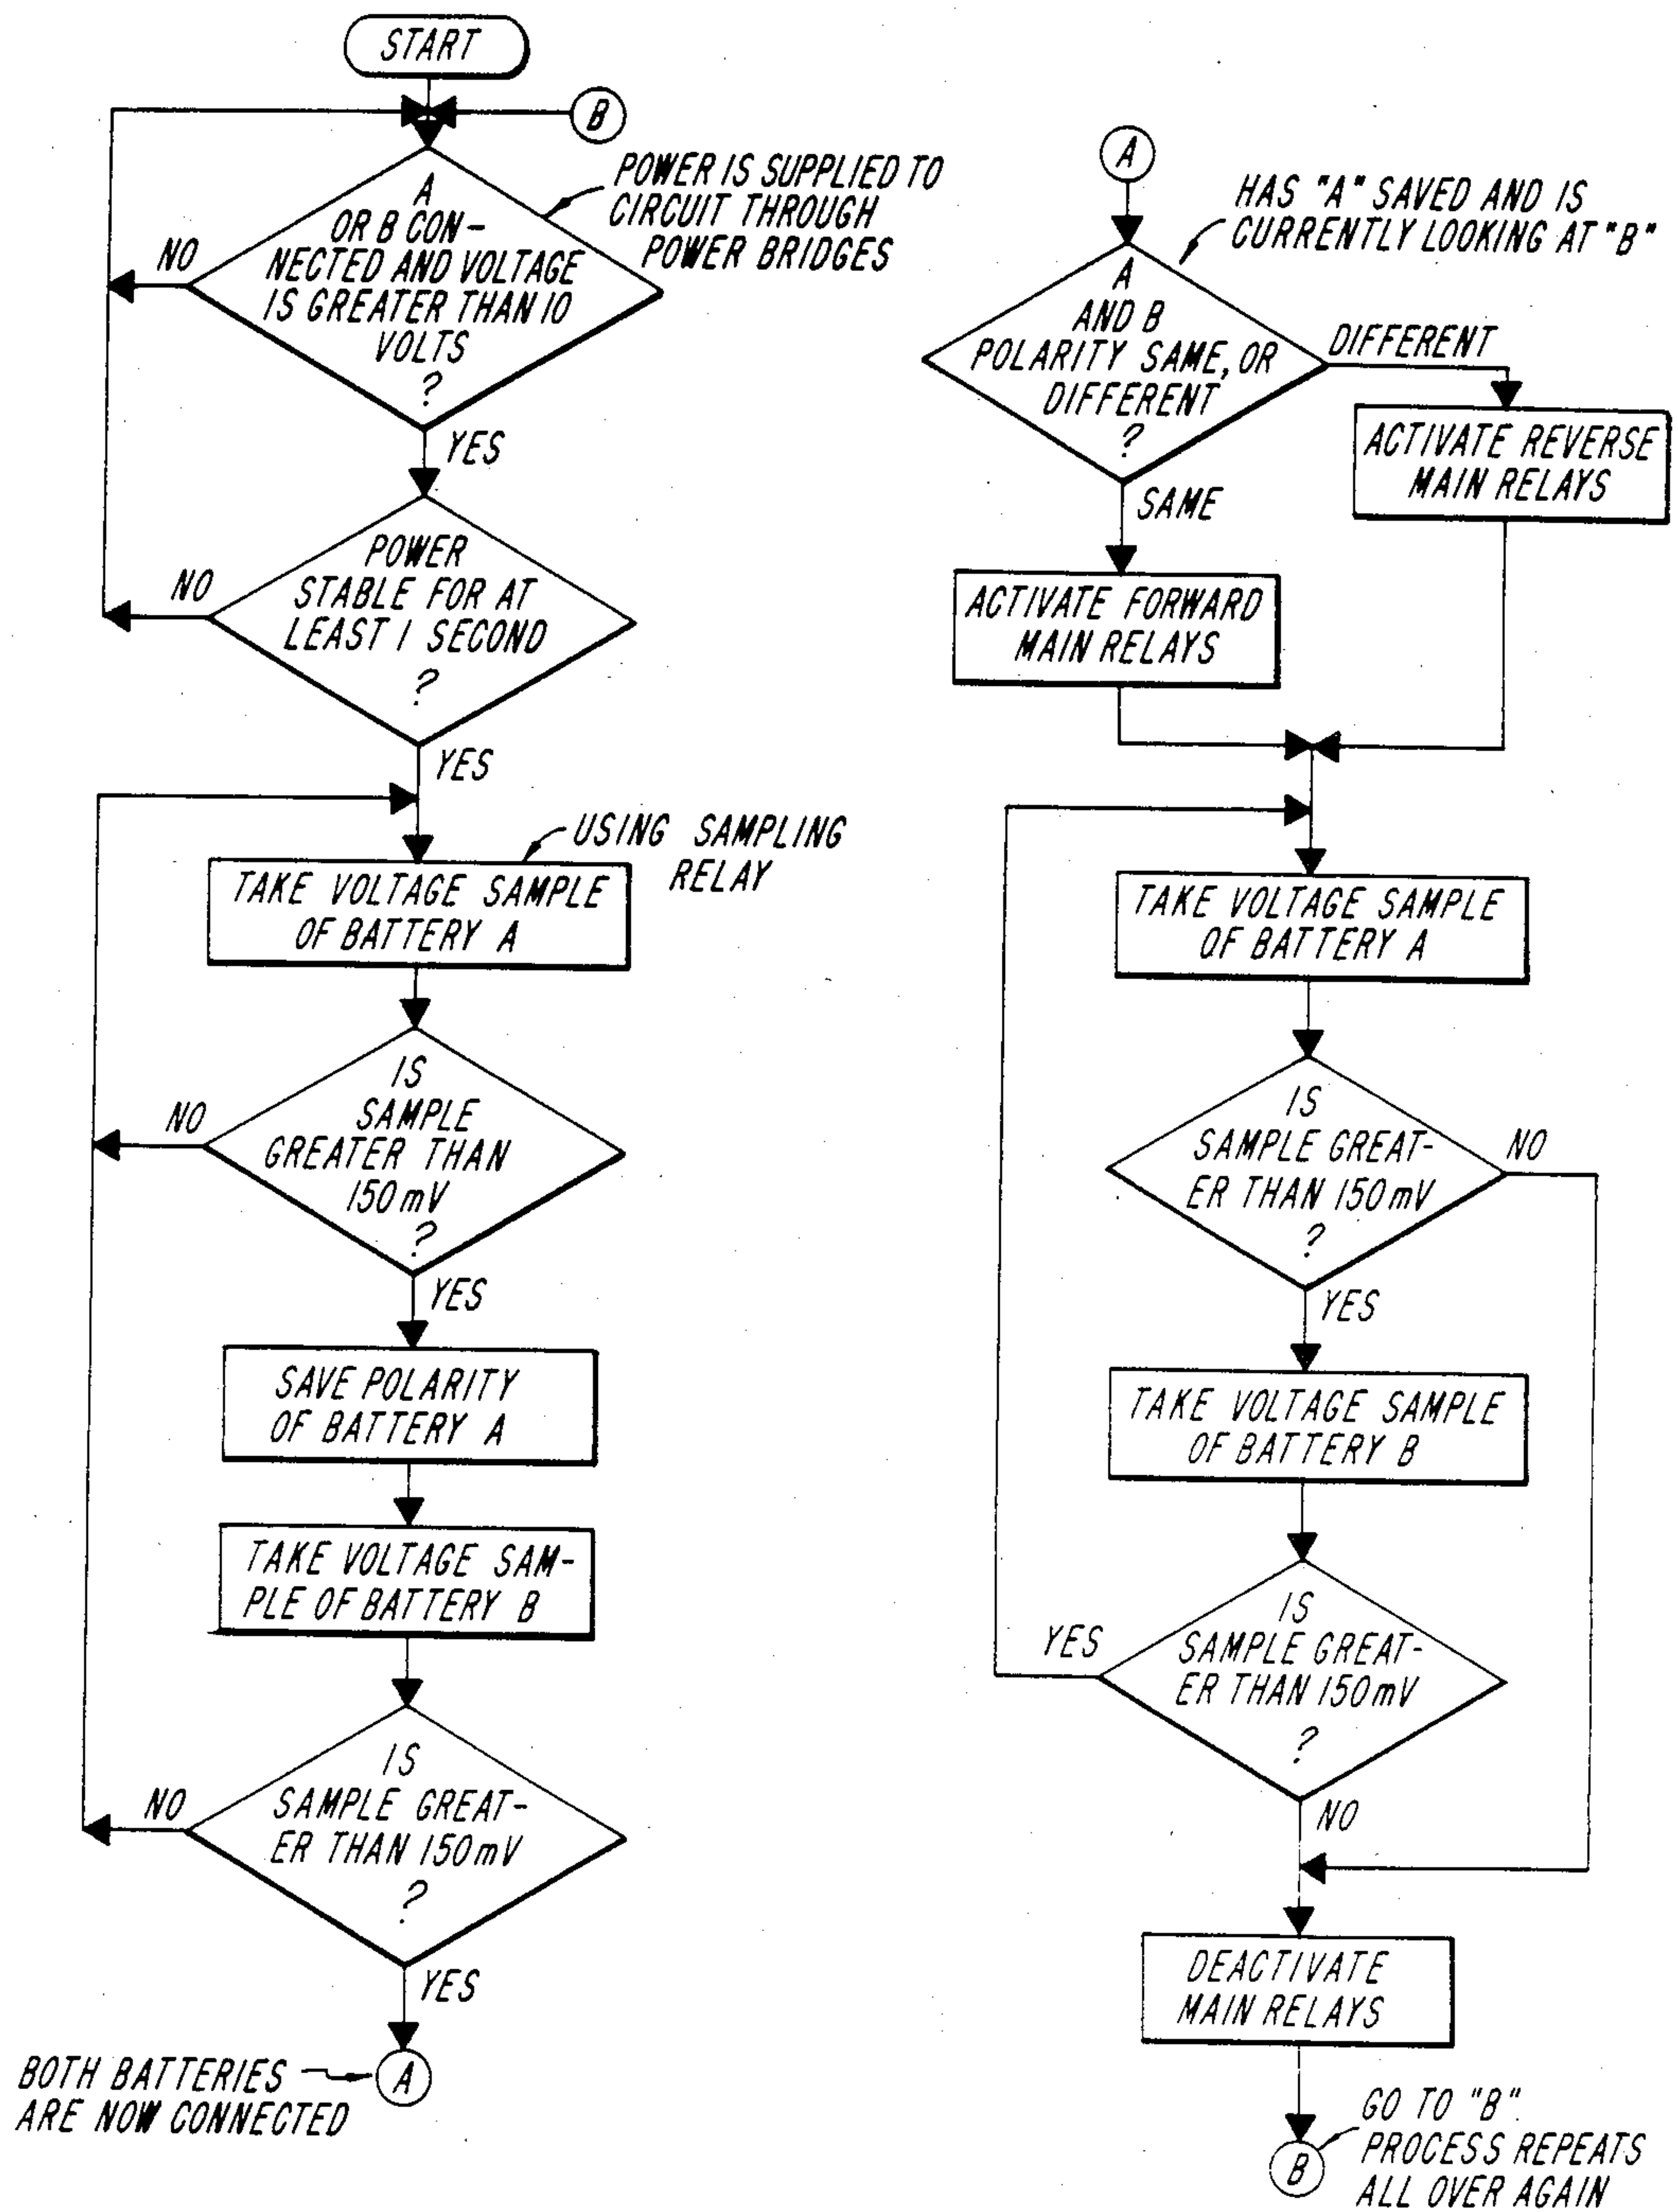 START
B
A
OR B CON-
NECTED AND VOLTAGE
IS GREATER THAN 10
VOLTS
?
POWER IS SUPPLIED TO
CIRCUIT THROUGH
POWER BRIDGES
NO
YES
POWER
STABLE FOR AT
LEAST 1 SECOND
?
NO
YES
USING SAMPLING
RELAY
TAKE VOLTAGE SAMPLE
OF BATTERY A
IS
SAMPLE
GREATER THAN
150mV
?
NO
YES
SAVE POLARITY
OF BATTERY A
TAKE VOLTAGE SAM-
PLE OF BATTERY B
IS
SAMPLE GREAT-
ER THAN 150mV
?
NO
YES
BOTH BATTERIES
ARE NOW CONNECTED
A
A
HAS "A" SAVED AND IS
CURRENTLY LOOKING AT "B"
A
AND B
POLARITY SAME, OR
DIFFERENT
?
DIFFERENT
ACTIVATE REVERSE
MAIN RELAYS
SAME
ACTIVATE FORWARD
MAIN RELAYS
TAKE VOLTAGE SAMPLE
OF BATTERY A
IS
SAMPLE GREAT-
ER THAN 150mV
?
NO
YES
TAKE VOLTAGE SAMPLE
OF BATTERY B
IS
SAMPLE GREAT-
ER THAN 150mV
?
YES
NO
DEACTIVATE
MAIN RELAYS
B
GO TO "B".
PROCESS REPEATS
ALL OVER AGAIN